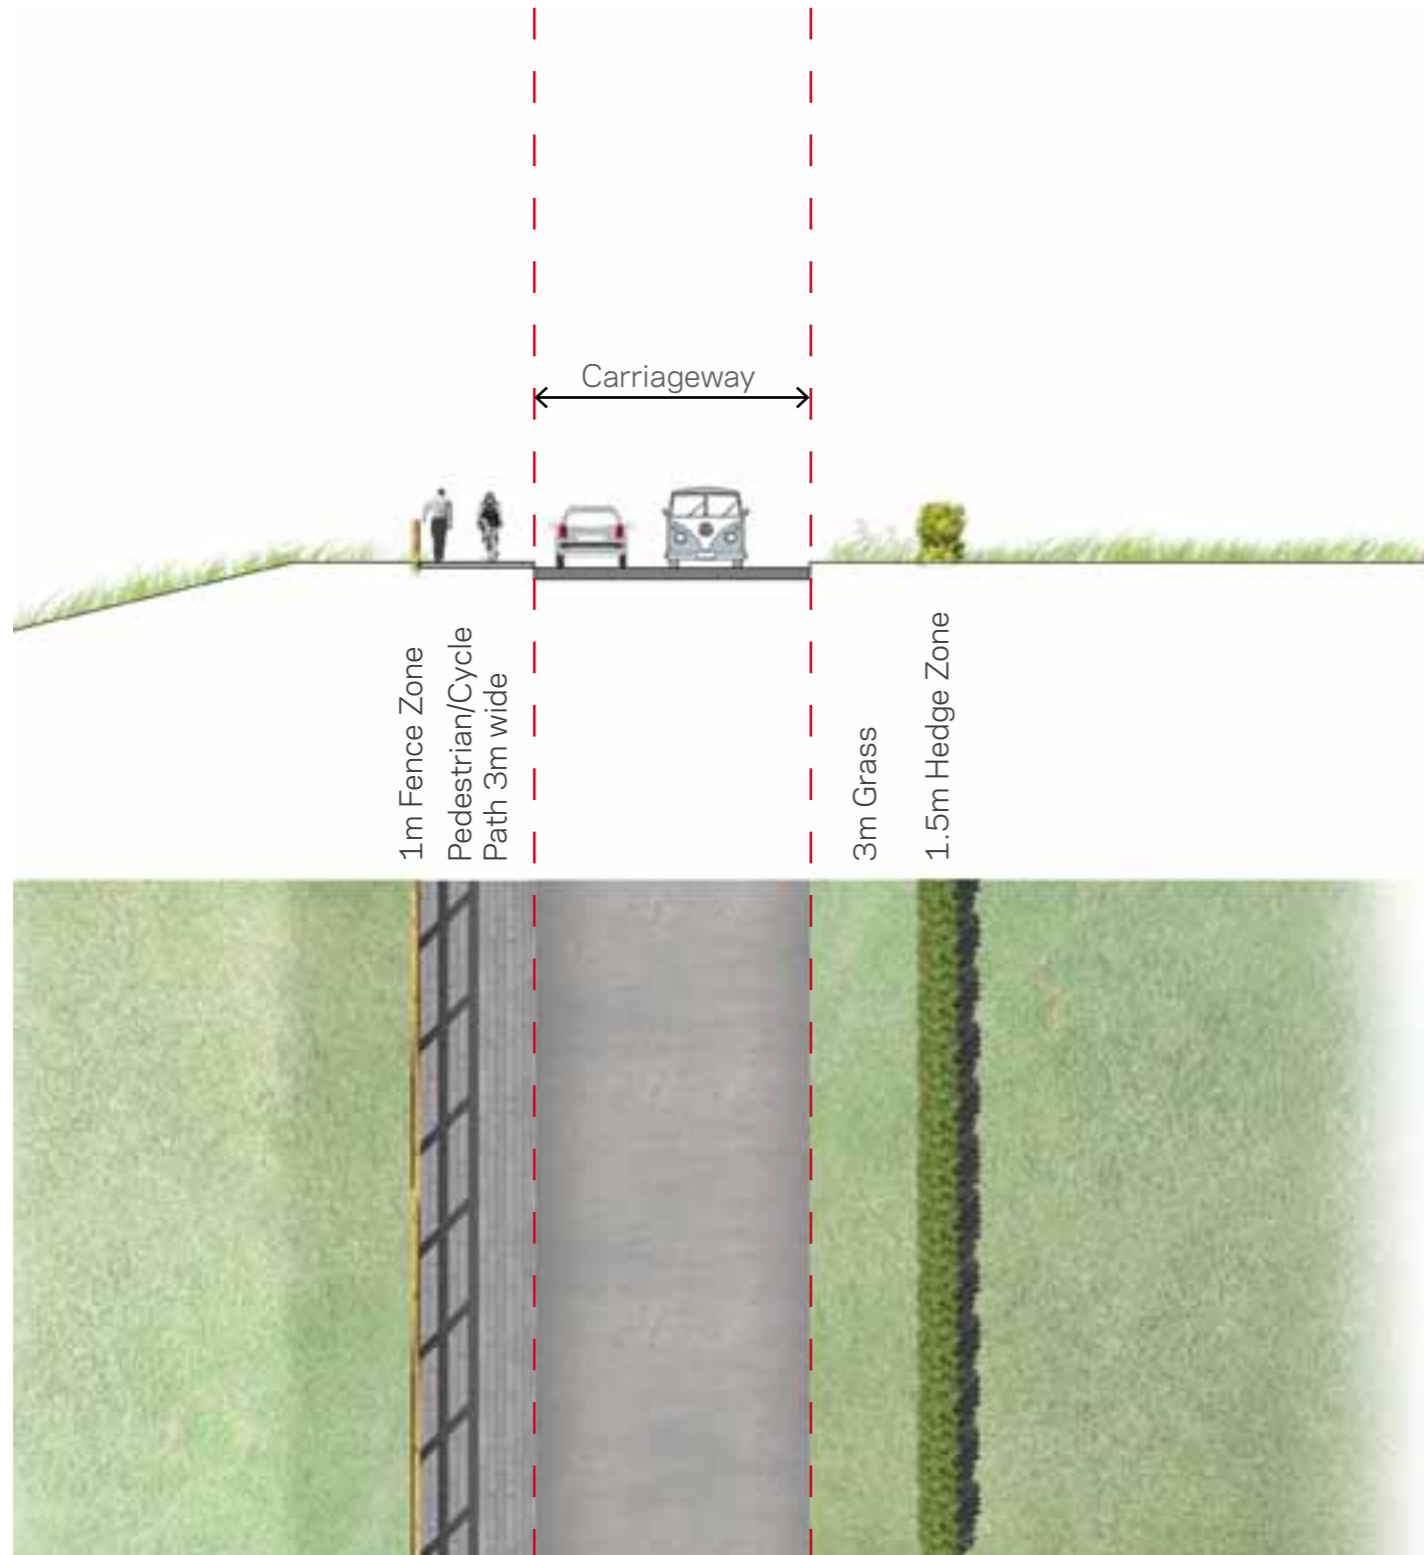 Carriageway
1m Fence Zone
Pedestrian/Cycle
Path 3m wide
3m Grass
1.5m Hedge Zone